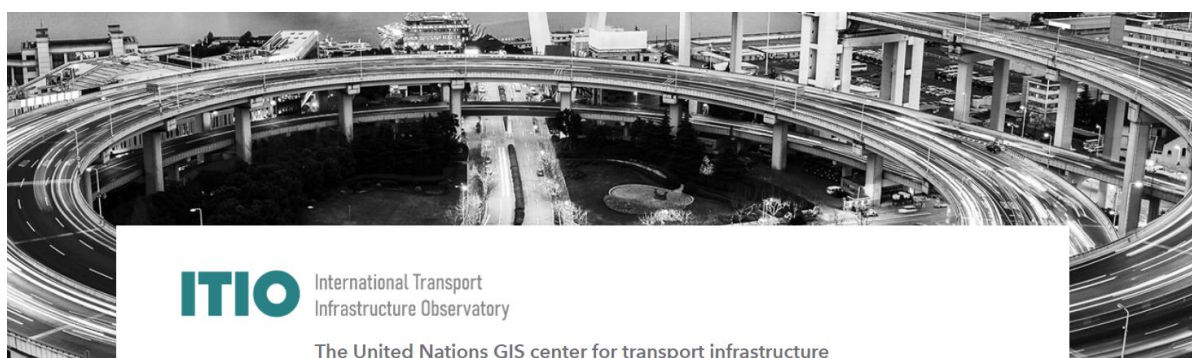 ITIO
International Transport
Infrastructure Observatory
The United Nations GIS center for transport infrastructure